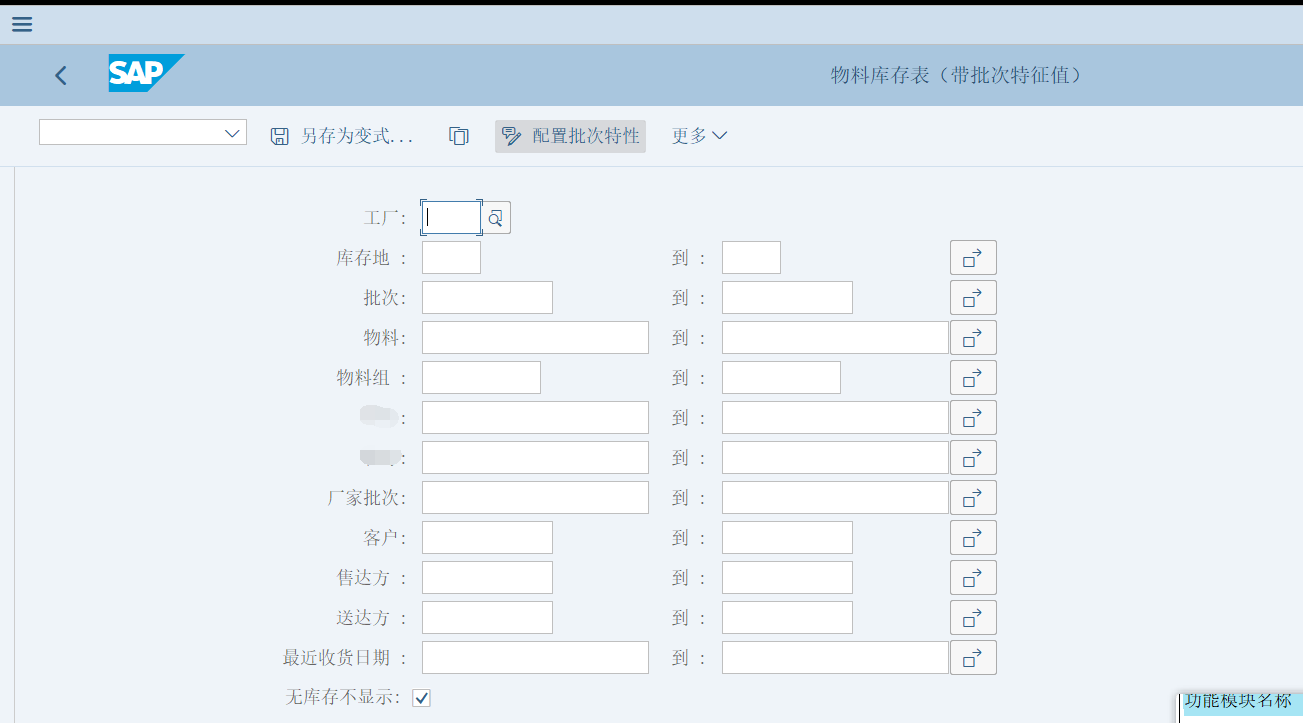 SAP 物料库存表（带批次特征值）
另存为变式... 配置批次特性 更多
工厂:
库存地 : 到 :
批次: 到 :
物料: 到 :
物料组 : 到 :
: 到 :
: 到 :
厂家批次: 到 :
客户: 到 :
售达方 : 到 :
送达方 : 到 :
最近收货日期 : 到 :
无库存不显示:
功能模块名称